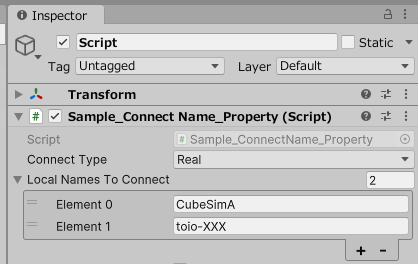 Inspector
Script
Static
Tag Untagged Layer Default
Transform
Sample_Connect Name_Property (Script)
Script Sample_ConnectName_Property
Connect Type Real
Local Names To Connect 2
Element 0 CubeSimA
Element 1 toio-XXX
+ -